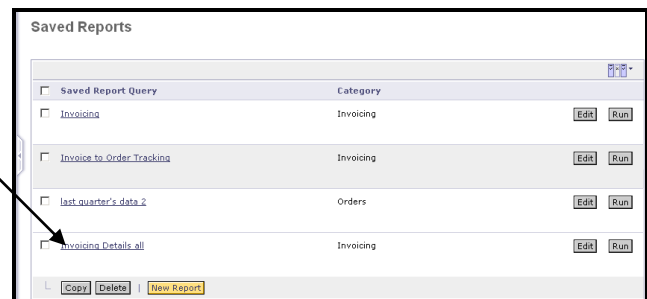 Saved Reports
Saved Report Query Category
Invoicing Invoicing Edit Run
Invoice to Order Tracking Invoicing Edit Run
last quarter's data 2 Orders Edit Run
Invoicing Details all Invoicing Edit Run
Copy Delete | New Report